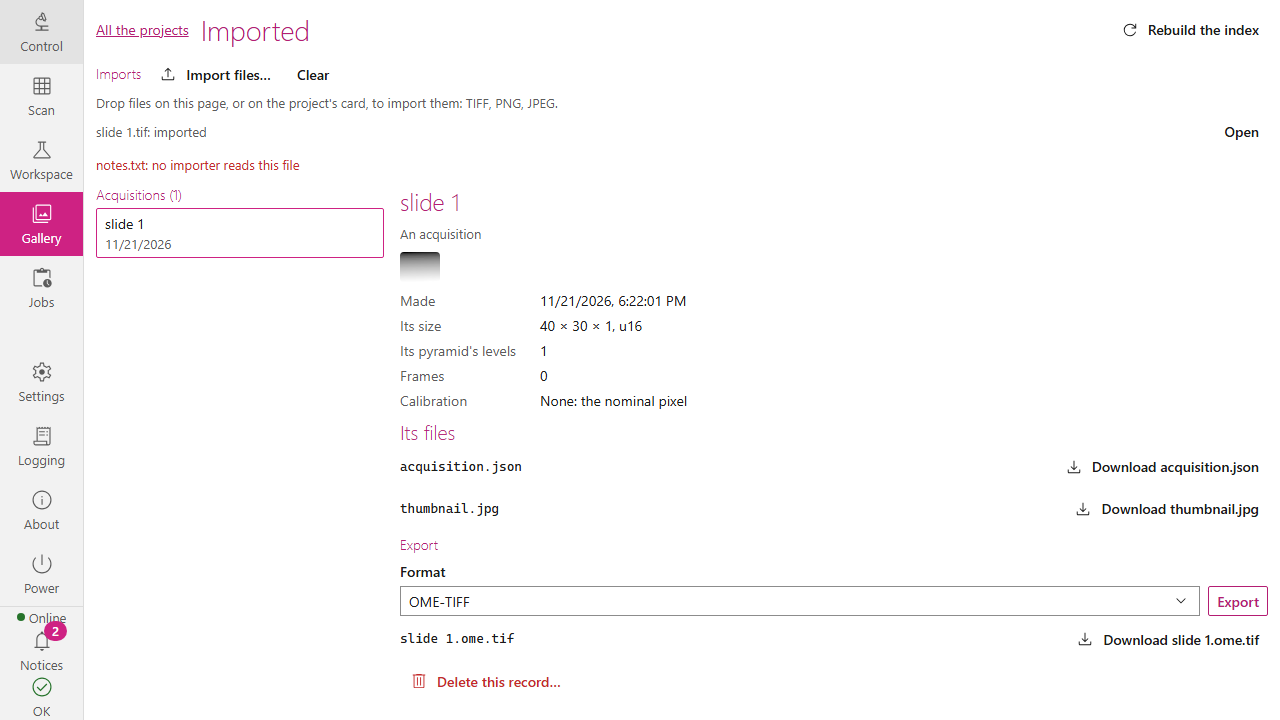 Control
Scan
Workspace
Gallery
Jobs
Settings
Logging
About
Power
Online
2
Notices
OK
All the projects
Imported
Rebuild the index
Imports
Import files...
Clear
Drop files on this page, or on the project's card, to import them: TIFF, PNG, JPEG.
slide 1.tif: imported
Open
notes.txt: no importer reads this file
Acquisitions (1)
slide 1
11/21/2026
slide 1
An acquisition
Made 11/21/2026, 6:22:01 PM
Its size 40 × 30 × 1, u16
Its pyramid's levels 1
Frames 0
Calibration None: the nominal pixel
Its files
acquisition.json
Download acquisition.json
thumbnail.jpg
Download thumbnail.jpg
Export
Format
OME-TIFF
Export
slide 1.ome.tif
Download slide 1.ome.tif
Delete this record...